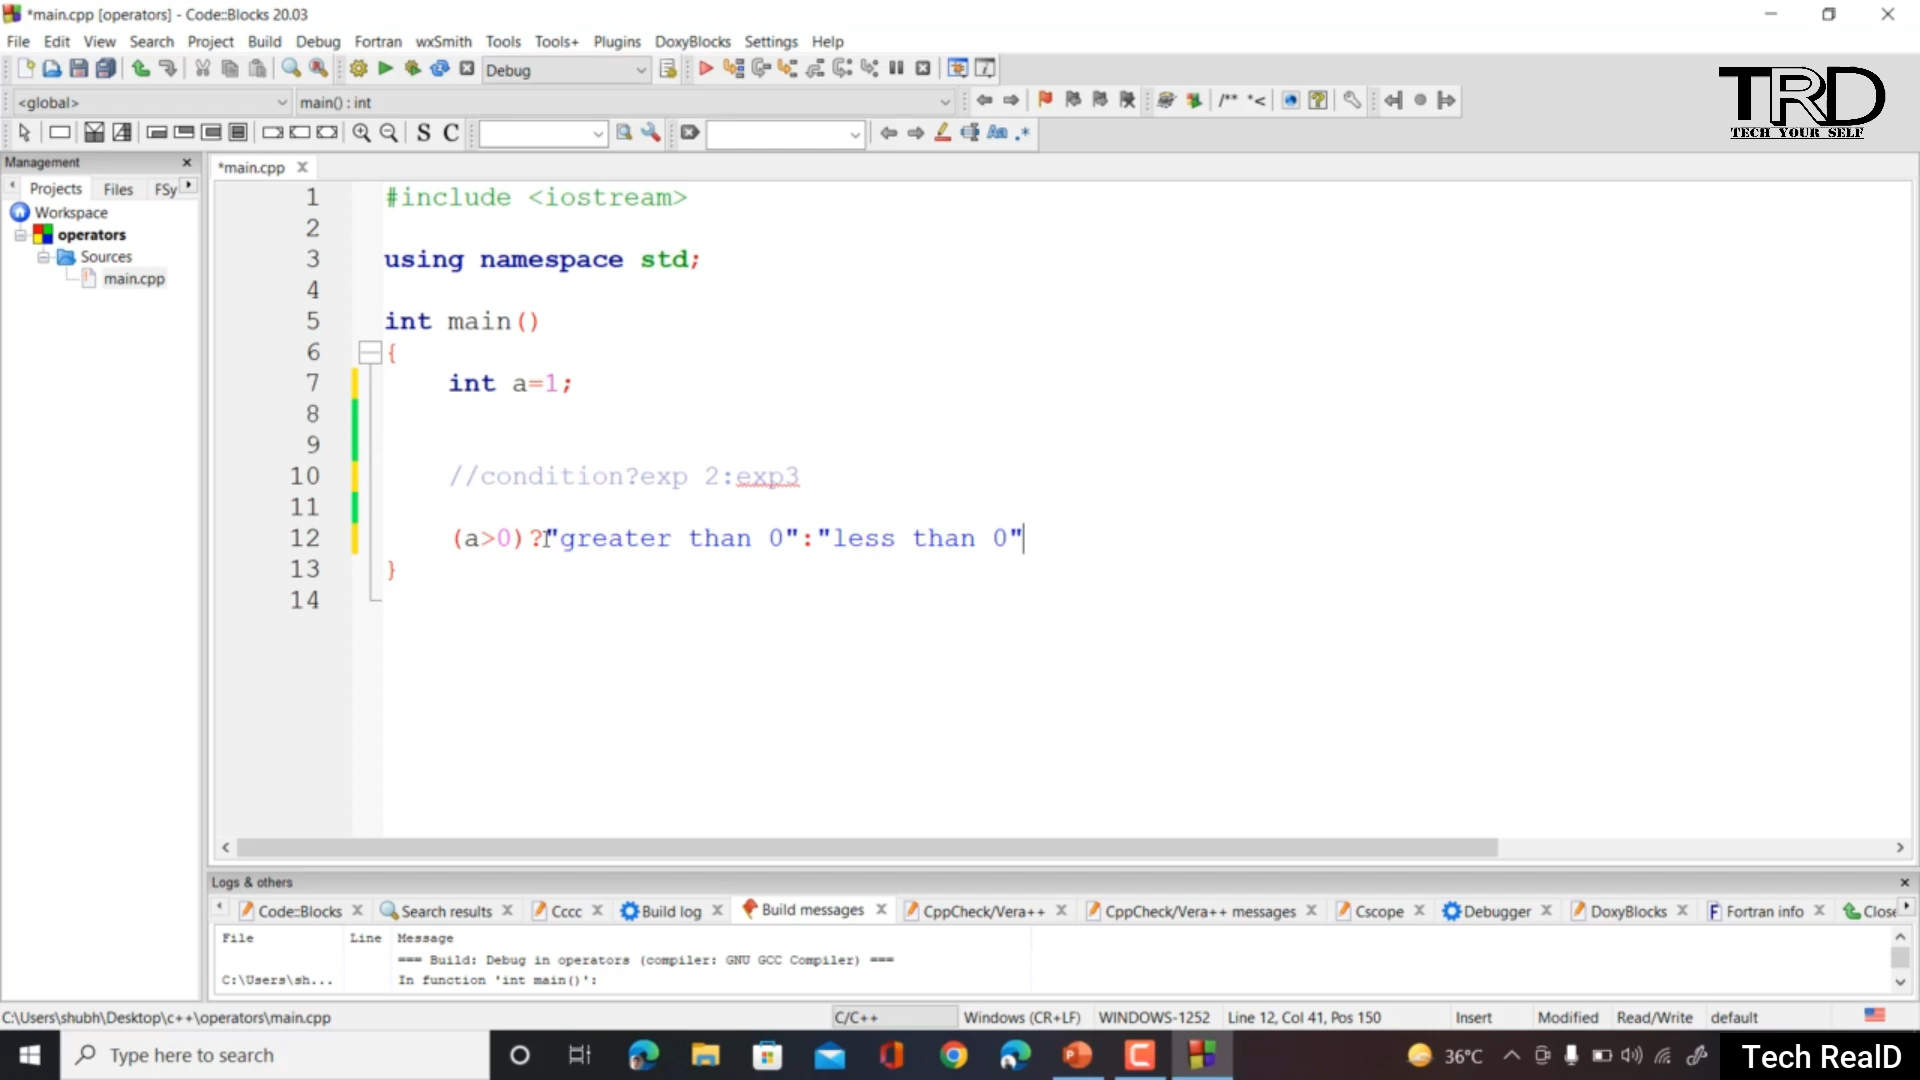 *main.cpp [operators] - Code::Blocks 20.03
File Edit View Search Project Build Debug Fortran wxSmith Tools Tools+ Plugins DoxyBlocks Settings Help
Debug
<global> main() : int
/** *<
S C Aa .*
TRD
TECH YOUR SELF
Management
Projects Files FSy
Workspace
operators
Sources
main.cpp
*main.cpp
1 #include <iostream>
2
3 using namespace std;
4
5 int main()
6 {
7 int a=1;
8
9
10 //condition?exp 2:exp3
11
12 (a>0)?"greater than 0":"less than 0"
13 }
14
Logs & others
Code::Blocks Search results Cccc Build log Build messages CppCheck/Vera++ CppCheck/Vera++ messages Cscope Debugger DoxyBlocks Fortran info Close
File Line Message
=== Build: Debug in operators (compiler: GNU GCC Compiler) ===
C:\Users\sh... In function 'int main()':
C:\Users\shubh\Desktop\c++\operators\main.cpp C/C++ Windows (CR+LF) WINDOWS-1252 Line 12, Col 41, Pos 150 Insert Modified Read/Write default
Type here to search 36°C Tech RealD